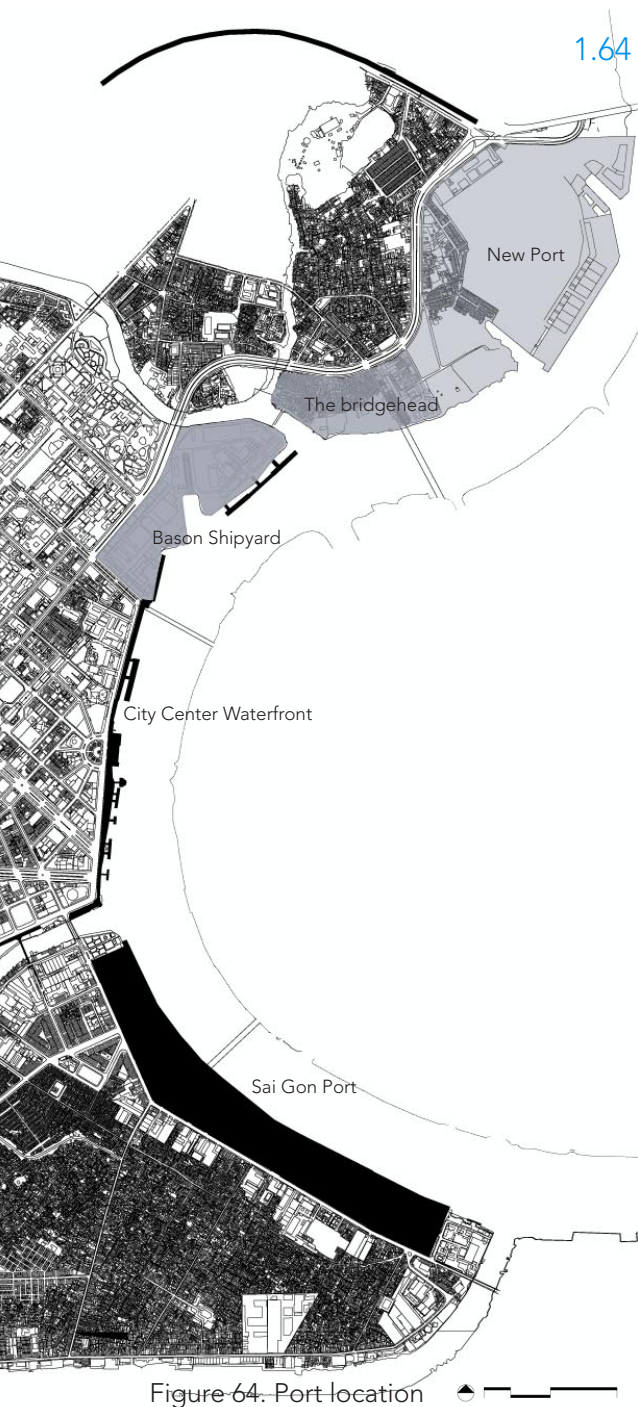 1.64
New Port
The bridgehead
Bason Shipyard
City Center Waterfront
Sai Gon Port
Figure 64. Port location